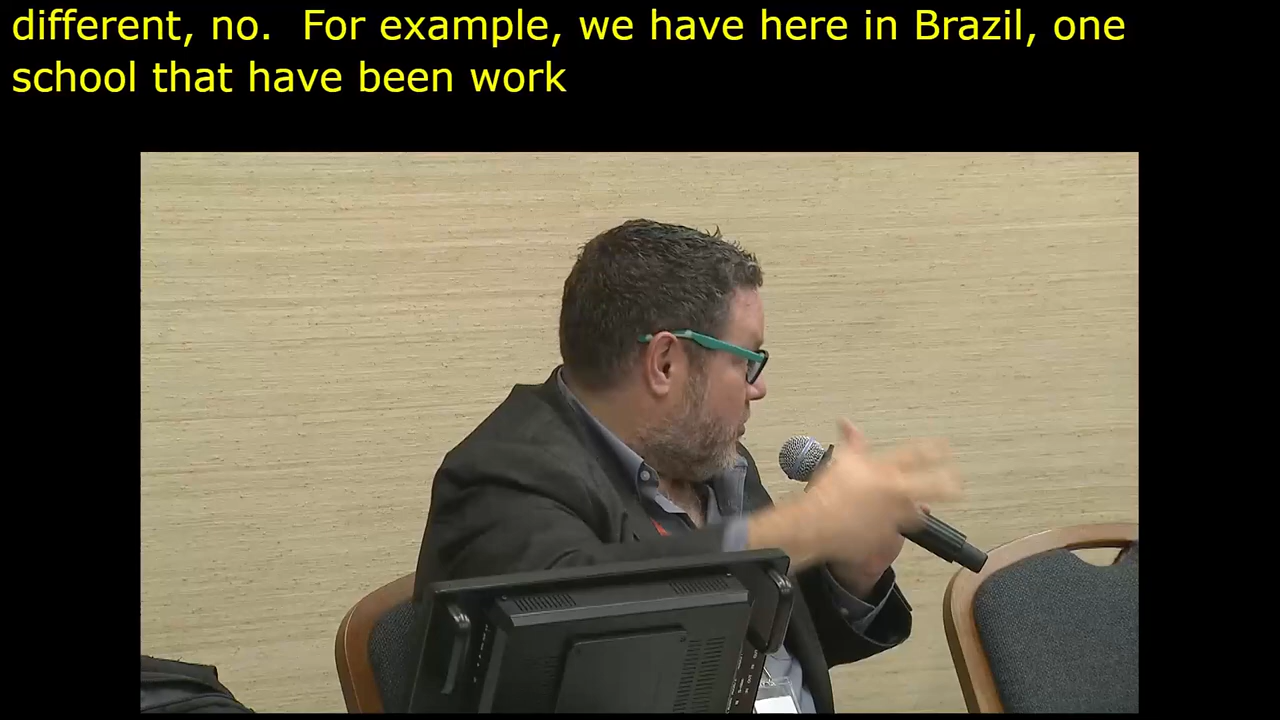 different, no.  For example, we have here in Brazil, one
school that have been work